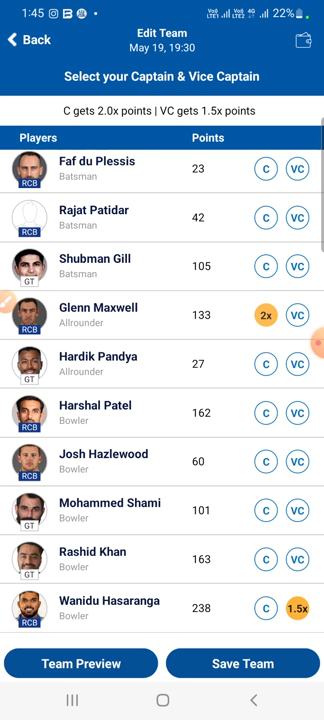 1:45 22%
Edit Team
Back
May 19, 19:30
Select your Captain & Vice Captain
C gets 2.0x points | VC gets 1.5x points
Players Points
Faf du Plessis
Batsman
23 C VC
RCB
Rajat Patidar
Batsman
42 C VC
RCB
Shubman Gill
Batsman
105 C VC
GT
Glenn Maxwell
Allrounder
133 2x VC
RCB
Hardik Pandya
Allrounder
27 C VC
GT
Harshal Patel
Bowler
162 C VC
RCB
Josh Hazlewood
Bowler
60 C VC
RCB
Mohammed Shami
Bowler
101 C VC
GT
Rashid Khan
Bowler
163 C VC
GT
Wanidu Hasaranga
Bowler
238 C 1.5x
RCB
Team Preview Save Team